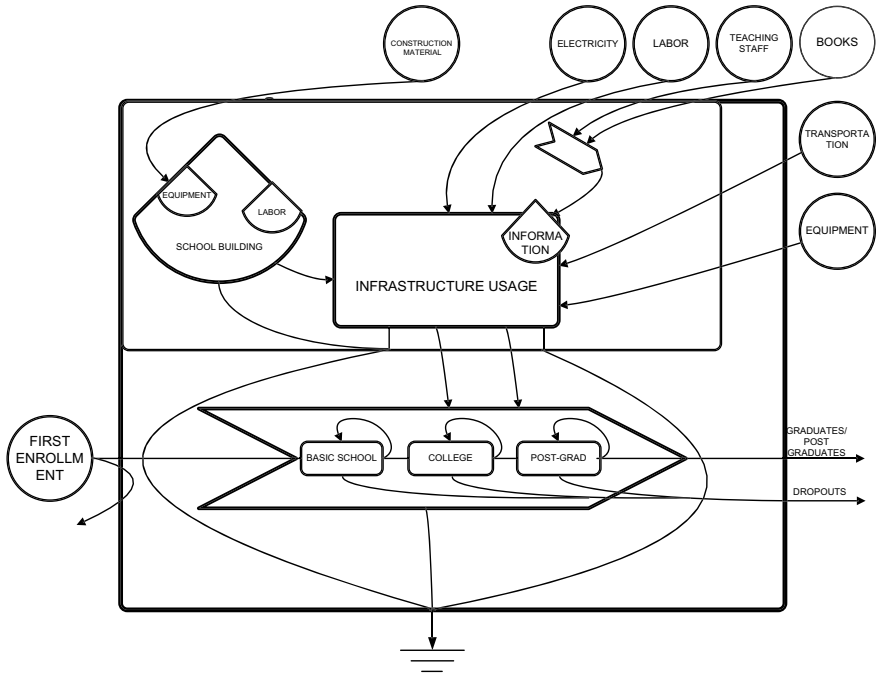 CONSTRUCTION
MATERIAL
ELECTRICITY
LABOR
TEACHING
STAFF
BOOKS
TRANSPORTA
TION
EQUIPMENT
LABOR
SCHOOL BUILDING
INFORMA
TION
EQUIPMENT
INFRASTRUCTURE USAGE
FIRST
ENROLLM
ENT
BASIC SCHOOL
COLLEGE
POST-GRAD
GRADUATES/
POST
GRADUATES
DROPOUTS